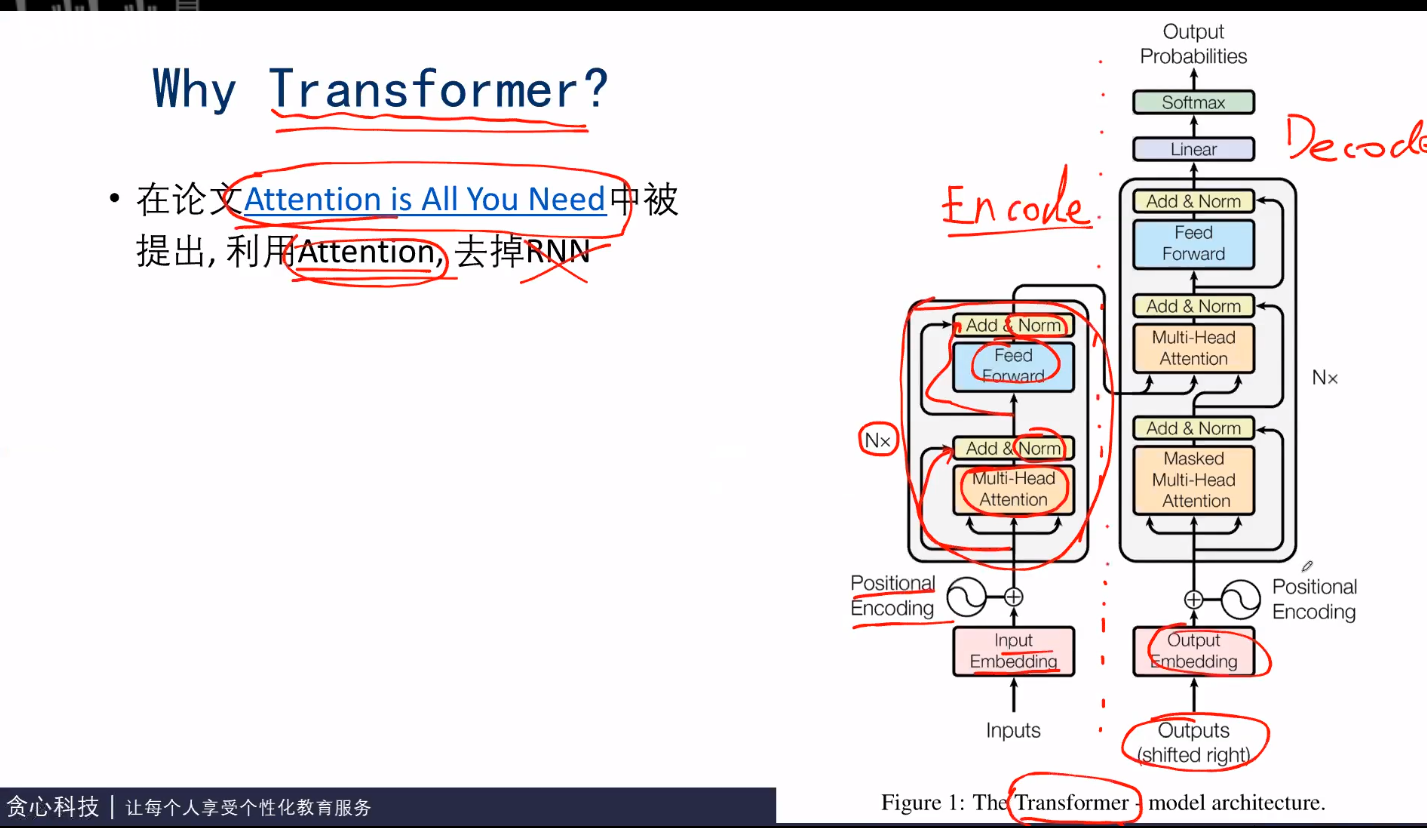 Why Transformer?
• 在论文Attention is All You Need中被
提出, 利用Attention, 去掉RNN
Encode
Decode
Output
Probabilities
Softmax
Linear
Add & Norm
Feed
Forward
Add & Norm
Multi-Head
Attention
Add & Norm
Masked
Multi-Head
Attention
Nx
Positional
Encoding
Output
Embedding
Outputs
(shifted right)
Add & Norm
Feed
Forward
Add & Norm
Multi-Head
Attention
Nx
Positional
Encoding
Input
Embedding
Inputs
Figure 1: The Transformer - model architecture.
贪心科技 | 让每个人享受个性化教育服务